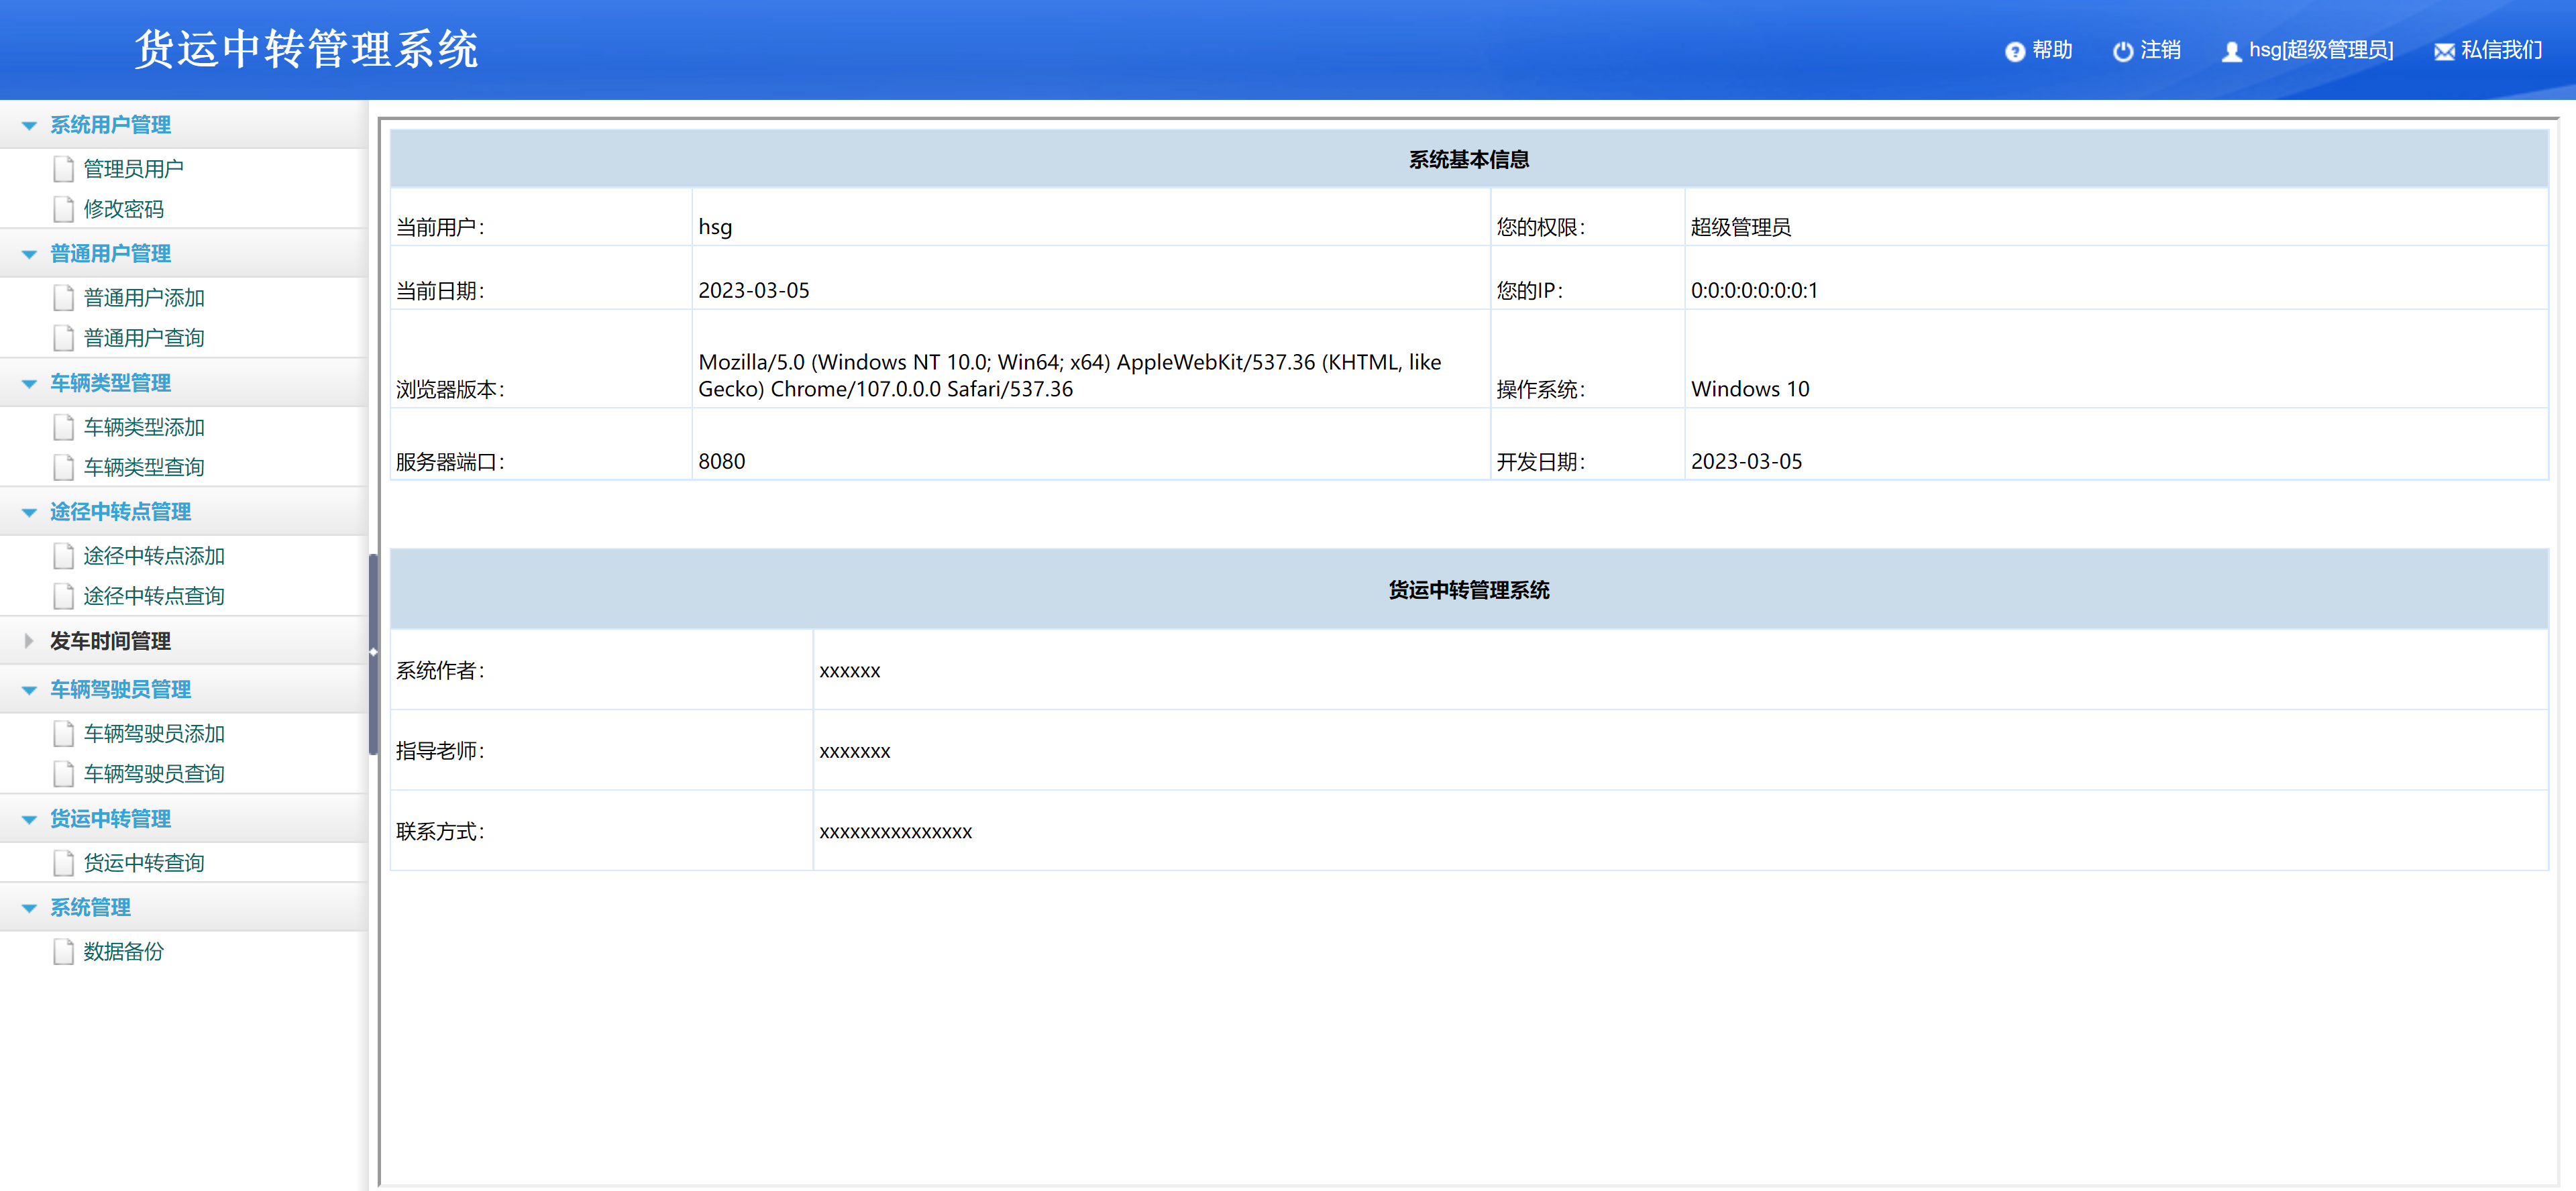 货运中转管理系统
帮助 注销 hsg[超级管理员] 私信我们
系统用户管理
管理员用户
修改密码
普通用户管理
普通用户添加
普通用户查询
车辆类型管理
车辆类型添加
车辆类型查询
途径中转点管理
途径中转点添加
途径中转点查询
发车时间管理
车辆驾驶员管理
车辆驾驶员添加
车辆驾驶员查询
货运中转管理
货运中转查询
系统管理
数据备份
系统基本信息
当前用户： hsg 您的权限： 超级管理员
当前日期： 2023-03-05 您的IP： 0:0:0:0:0:0:0:1
浏览器版本： Mozilla/5.0 (Windows NT 10.0; Win64; x64) AppleWebKit/537.36 (KHTML, like
Gecko) Chrome/107.0.0.0 Safari/537.36 操作系统： Windows 10
服务器端口： 8080 开发日期： 2023-03-05
货运中转管理系统
系统作者： xxxxxx
指导老师： xxxxxxx
联系方式： xxxxxxxxxxxxxxx